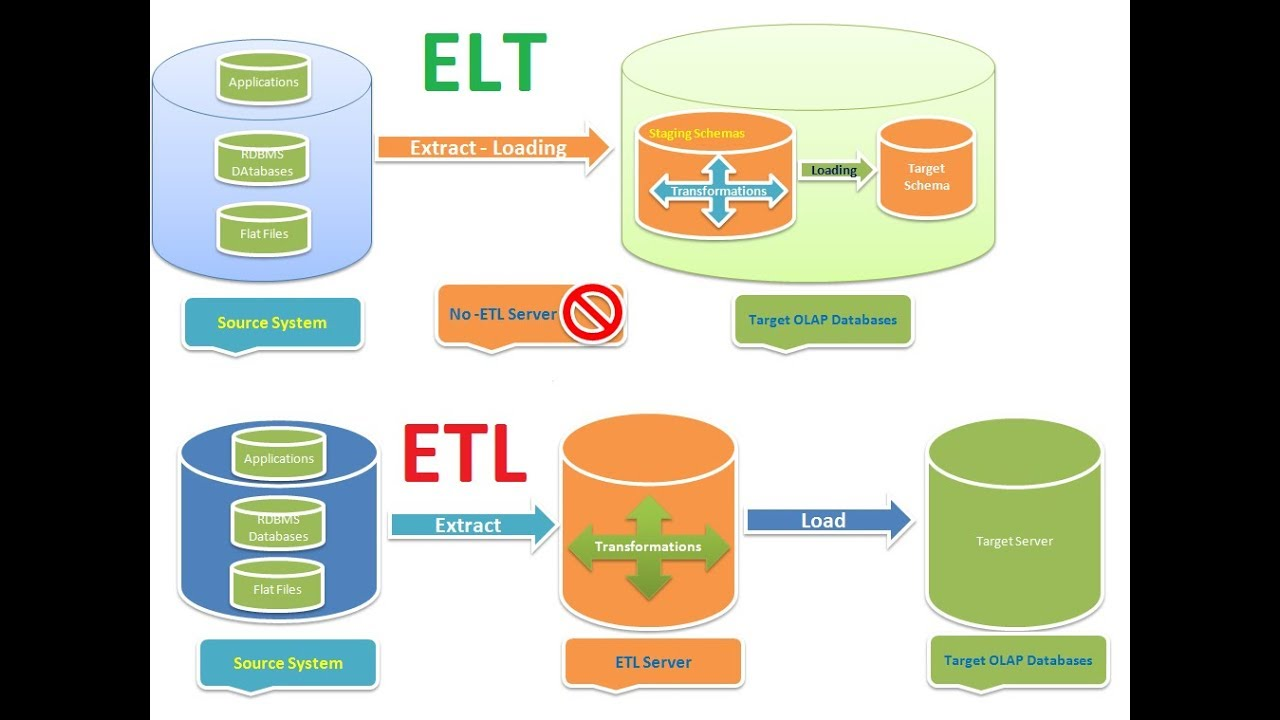 ELT
Applications
RDBMS
DAtabases
Flat Files
Extract - Loading
Staging Schemas
Transformations
Loading
Target
Schema
Source System
No -ETL Server
Target OLAP Databases
ETL
Applications
RDBMS
Databases
Flat Files
Extract
Transformations
Load
Target Server
Source System
ETL Server
Target OLAP Databases